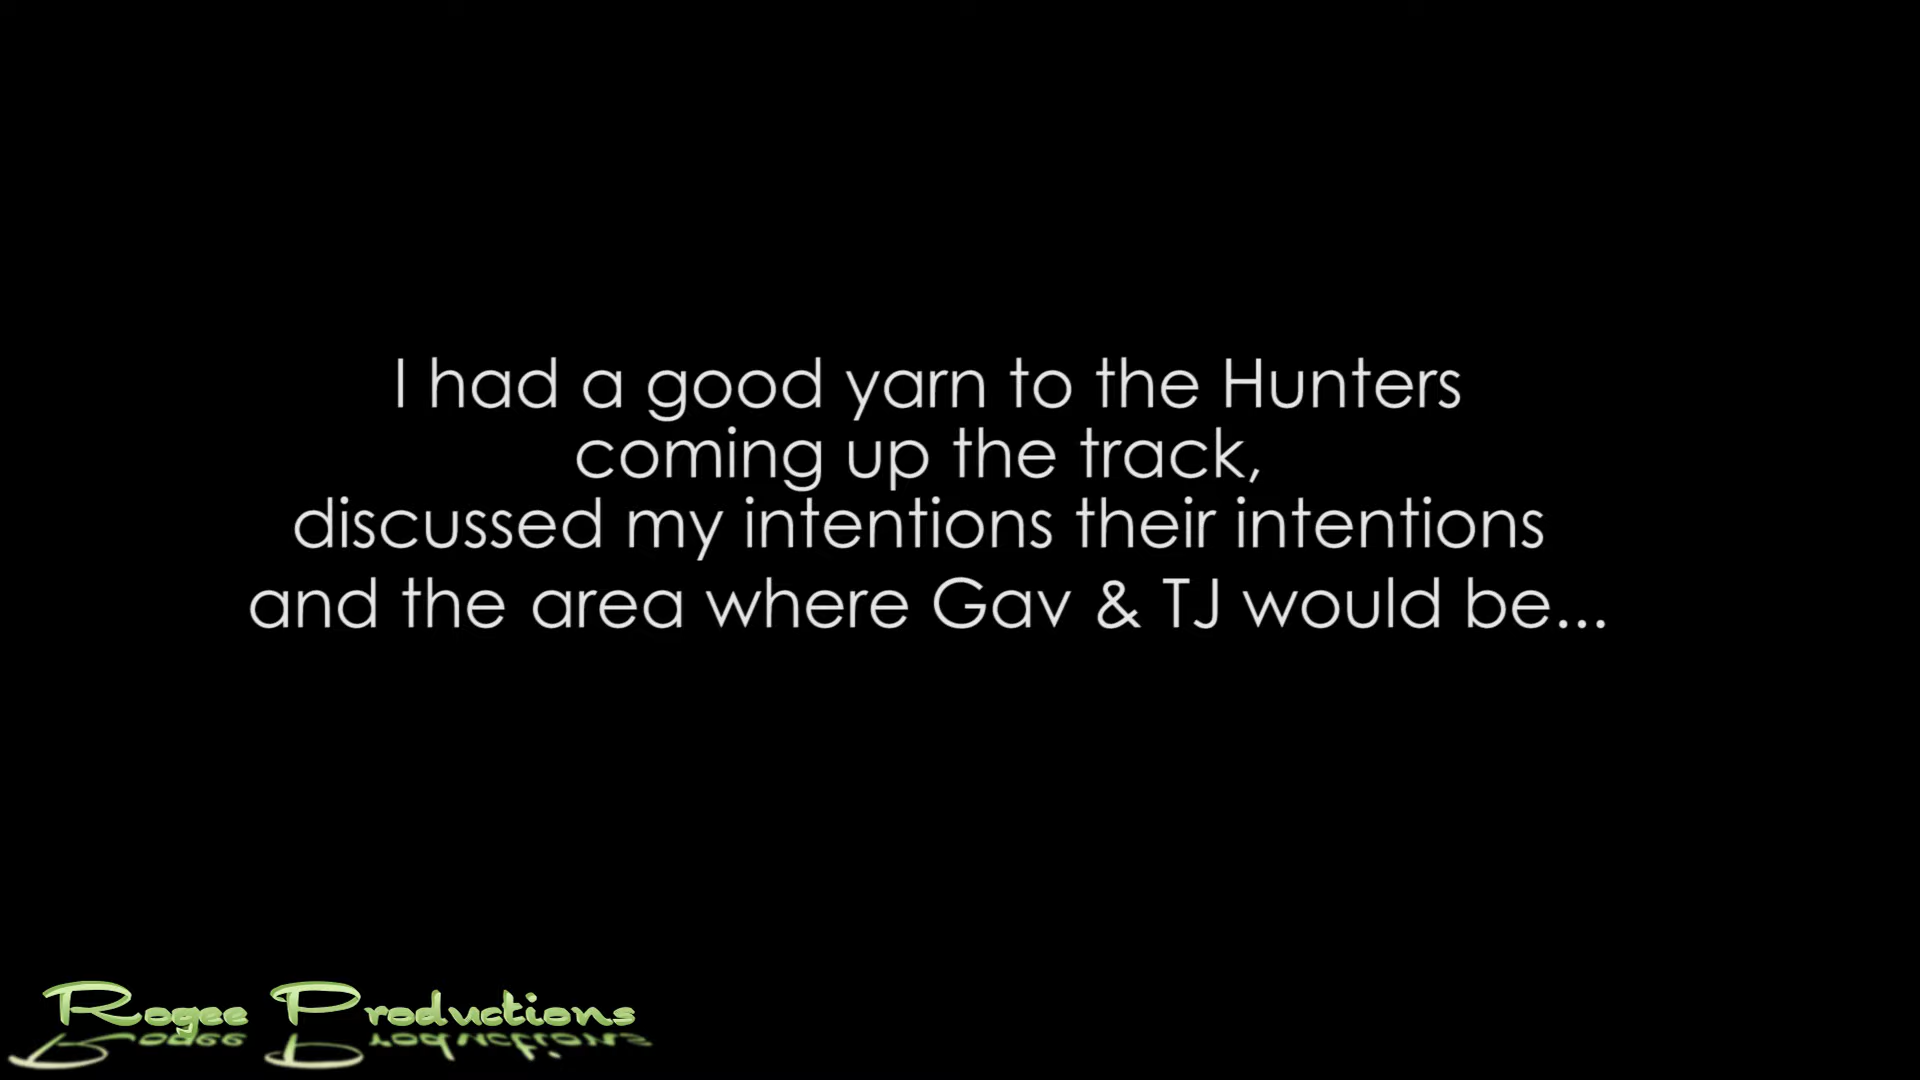 I had a good yarn to the Hunters
coming up the track,
discussed my intentions their intentions
and the area where Gav & TJ would be...
Rogee Productions